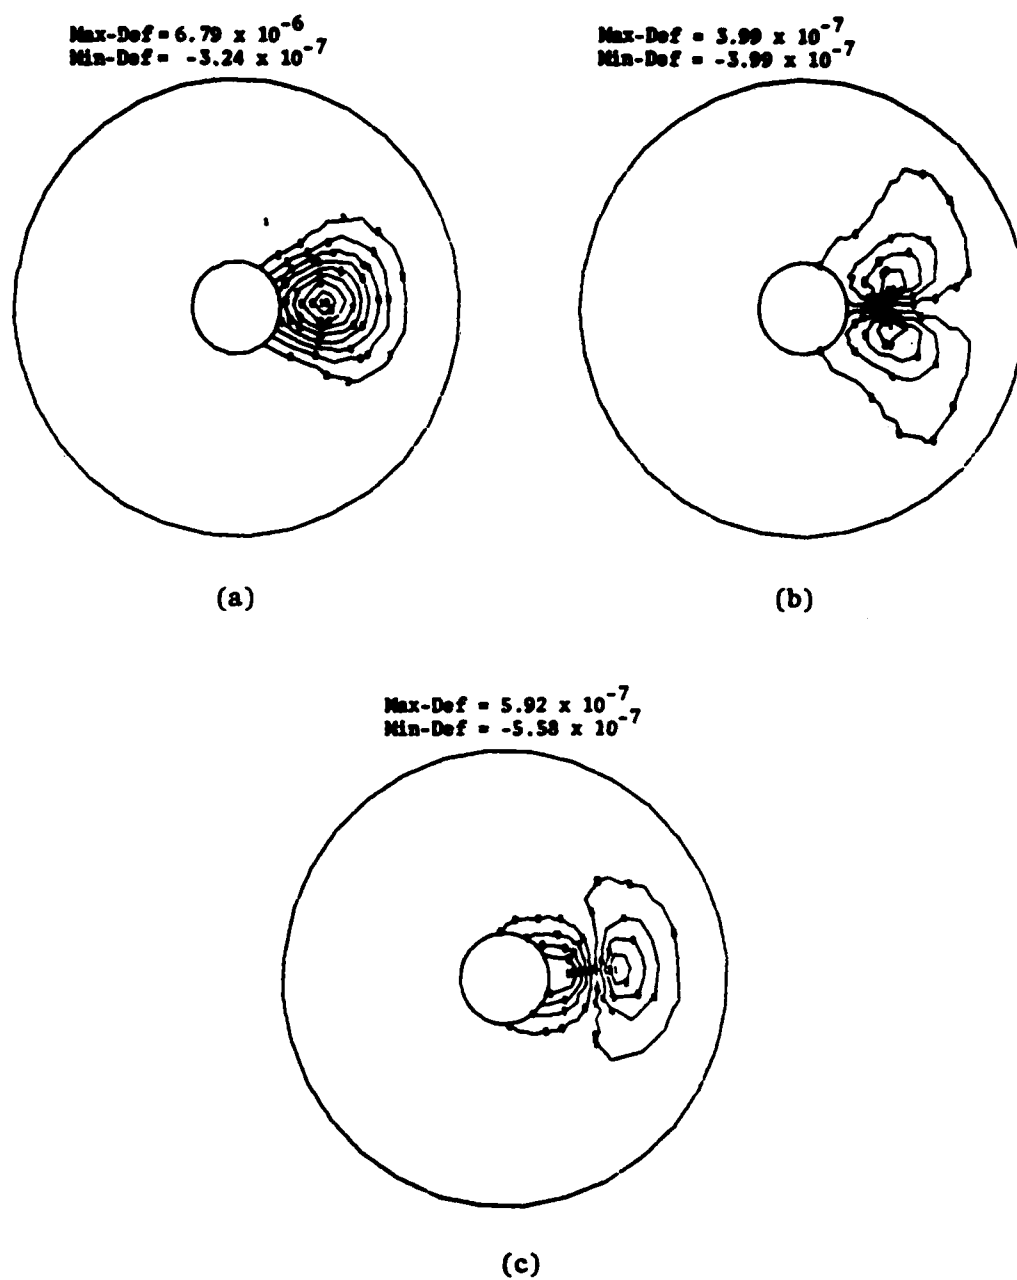 Max-Def = 6.79 x 10^-6
Min-Def = -3.24 x 10^-7
Max-Def = 3.99 x 10^-7
Min-Def = -3.99 x 10^-7
(a)
(b)
Max-Def = 5.92 x 10^-7
Min-Def = -5.58 x 10^-7
(c)